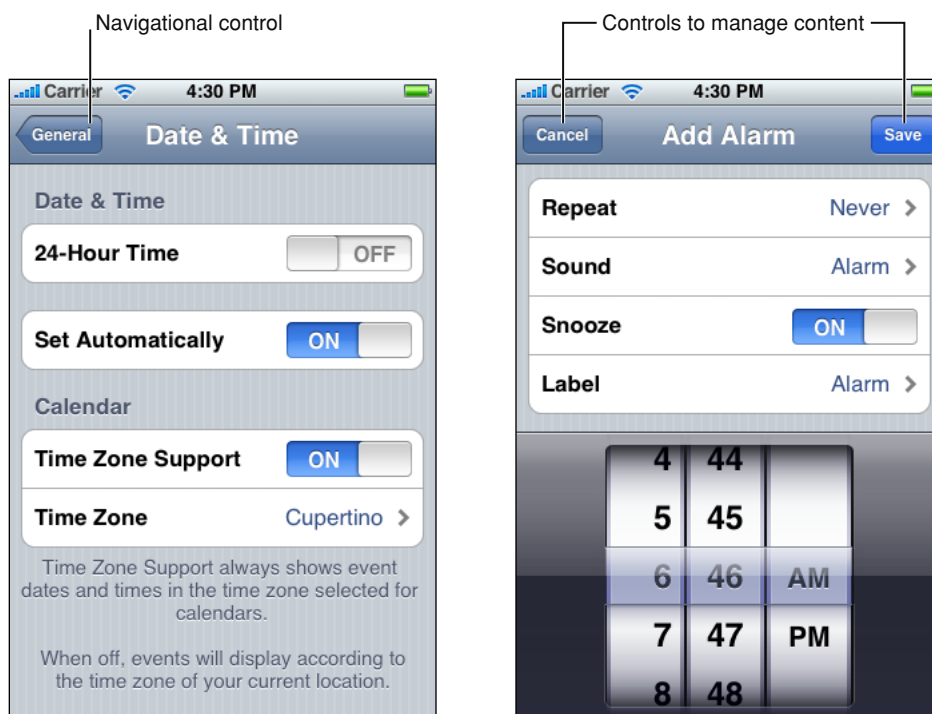 Navigational control
Controls to manage content
Carrier 4:30 PM
General Date & Time
Date & Time
24-Hour Time OFF
Set Automatically ON
Calendar
Time Zone Support ON
Time Zone Cupertino
Time Zone Support always shows event
dates and times in the time zone selected for
calendars.
When off, events will display according to
the time zone of your current location.
Carrier 4:30 PM
Cancel Add Alarm Save
Repeat Never
Sound Alarm
Snooze ON
Label Alarm
4 44
5 45
6 46 AM
7 47 PM
8 48